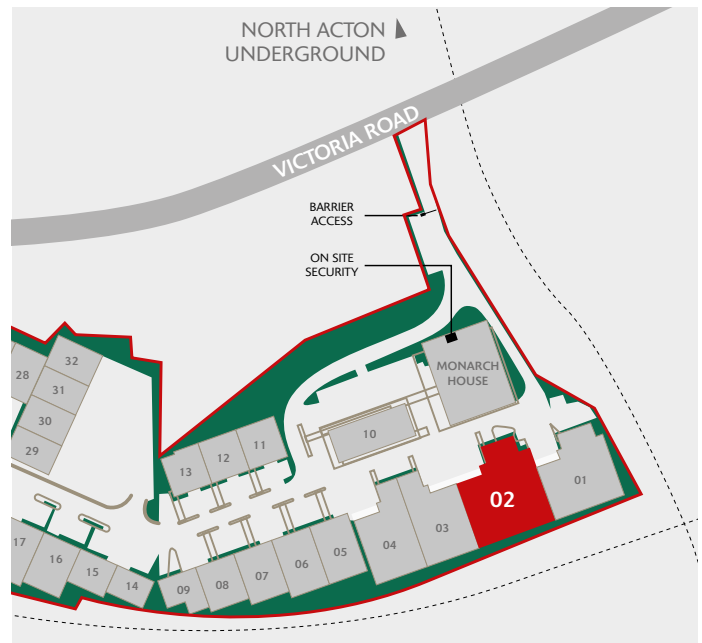 NORTH ACTON
UNDERGROUND
VICTORIA ROAD
BARRIER
ACCESS
ON SITE
SECURITY
MONARCH
HOUSE
32
28
31
30
29
10
11
12
13
01
02
03
04
05
06
07
08
09
14
15
16
17